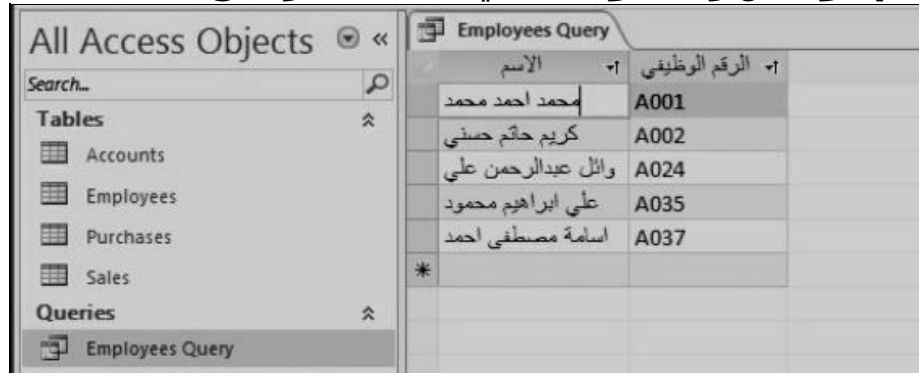 All Access Objects
Search...
Tables
Accounts
Employees
Purchases
Sales
Queries
Employees Query
Employees Query
الاسم الرقم الوظيفي
محمد احمد محمد A001
كريم حاتم حسني A002
وائل عبدالرحمن علي A024
علي ابراهيم محمود A035
اسامة مصطفى احمد A037